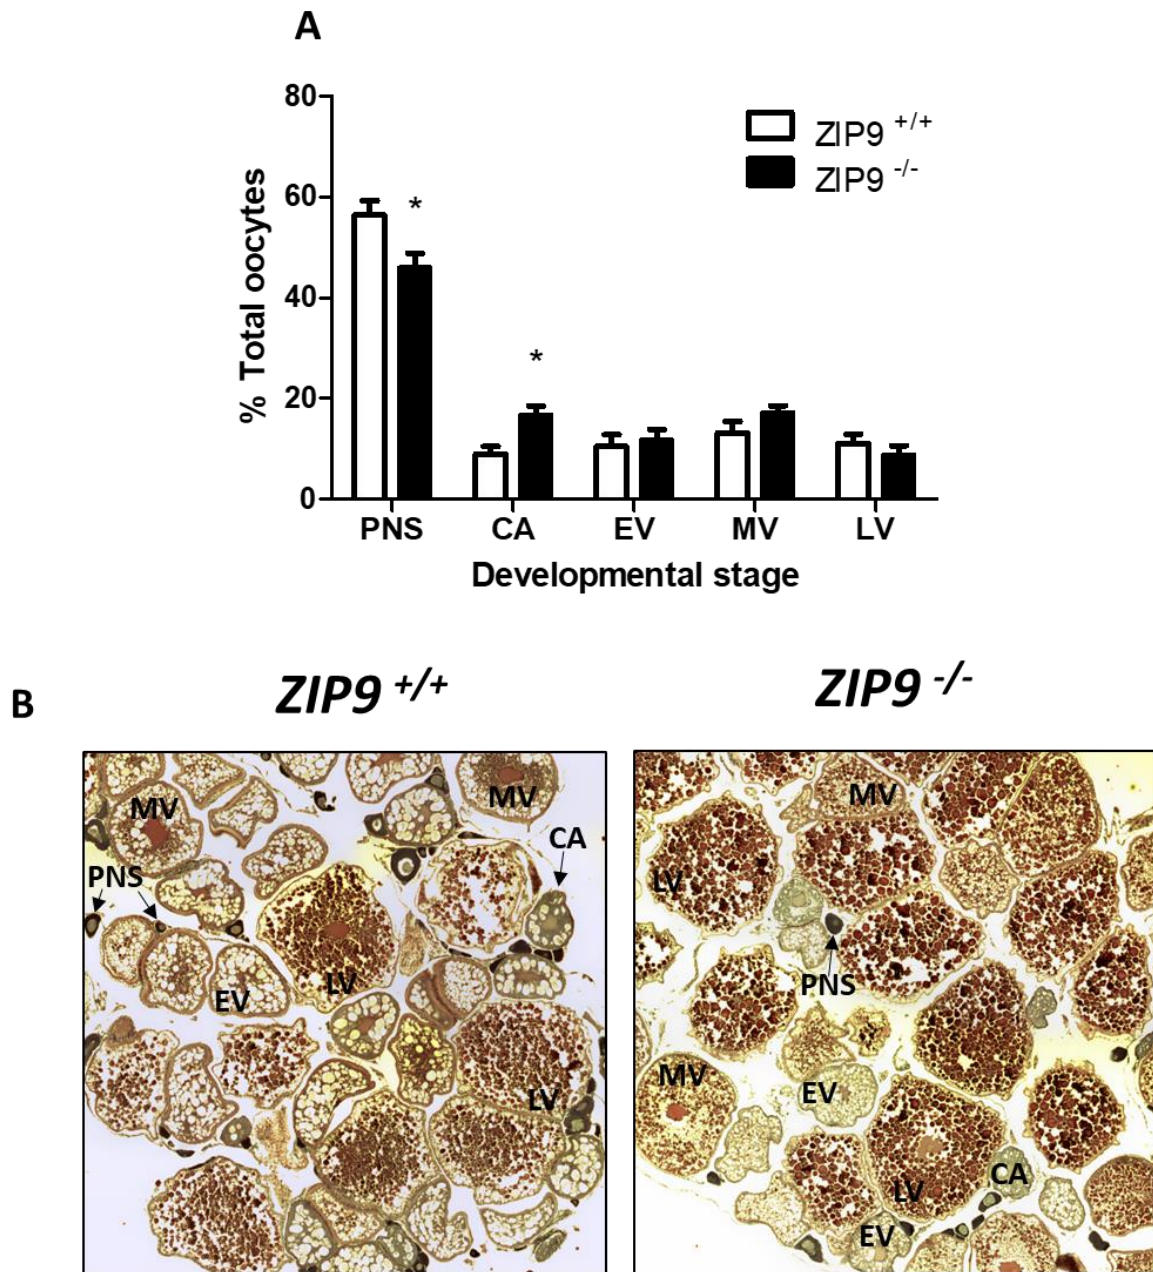 A
80
60
40
20
0
% Total oocytes
ZIP9 +/+
ZIP9 -/-
*
*
PNS CA EV MV LV
Developmental stage
B
ZIP9 +/+
ZIP9 -/-
MV
MV
CA
PNS
EV
LV
LV
MV
LV
PNS
MV
EV
CA
LV
EV